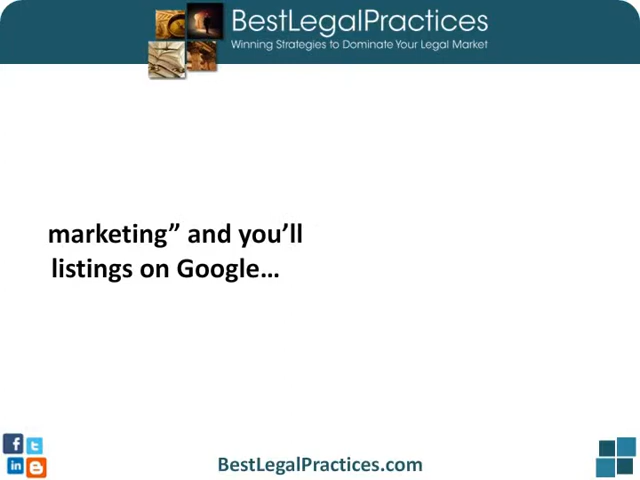 BestLegalPractices
Winning Strategies to Dominate Your Legal Market
marketing” and you’ll
listings on Google…
BestLegalPractices.com